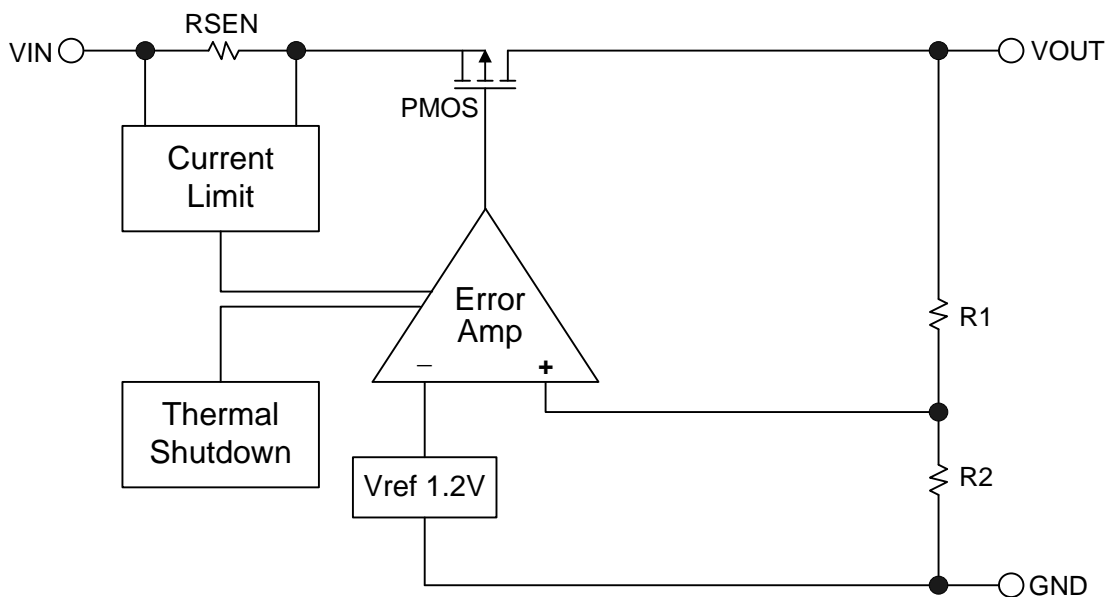 RSEN
VIN
VOUT
PMOS
Current
Limit
Error
Amp
R1
− +
Thermal
Shutdown
Vref 1.2V
R2
GND